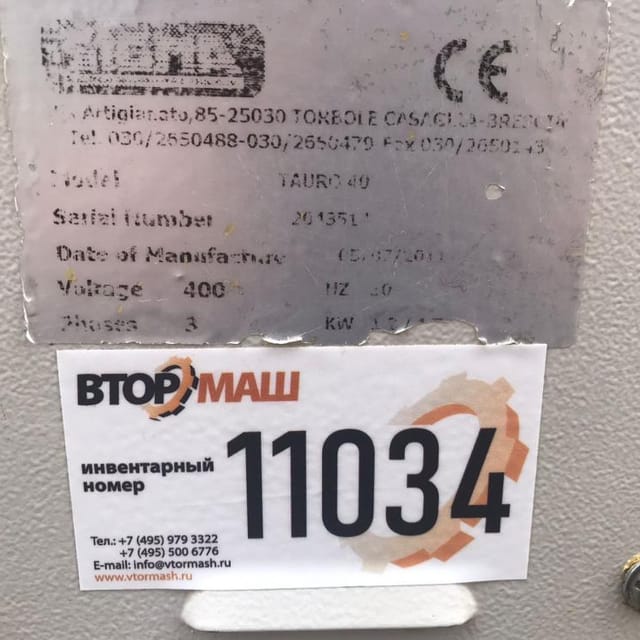 CE
Artigianato,85-25030 TORBOLE CASAGLIA-BRESCIA
Tel. 030/2650488-030/2650479 Fax 030/
Model TAURO 40
Serial Number
Date of Manufacture
Voltage 400
Phases 3 KW
HZ
ВТОРМАШ
инвентарный
номер
11034
Тел.: +7 (495) 979 3322
+7 (495) 500 6776
E-mail: info@vtormash.ru
www.vtormash.ru